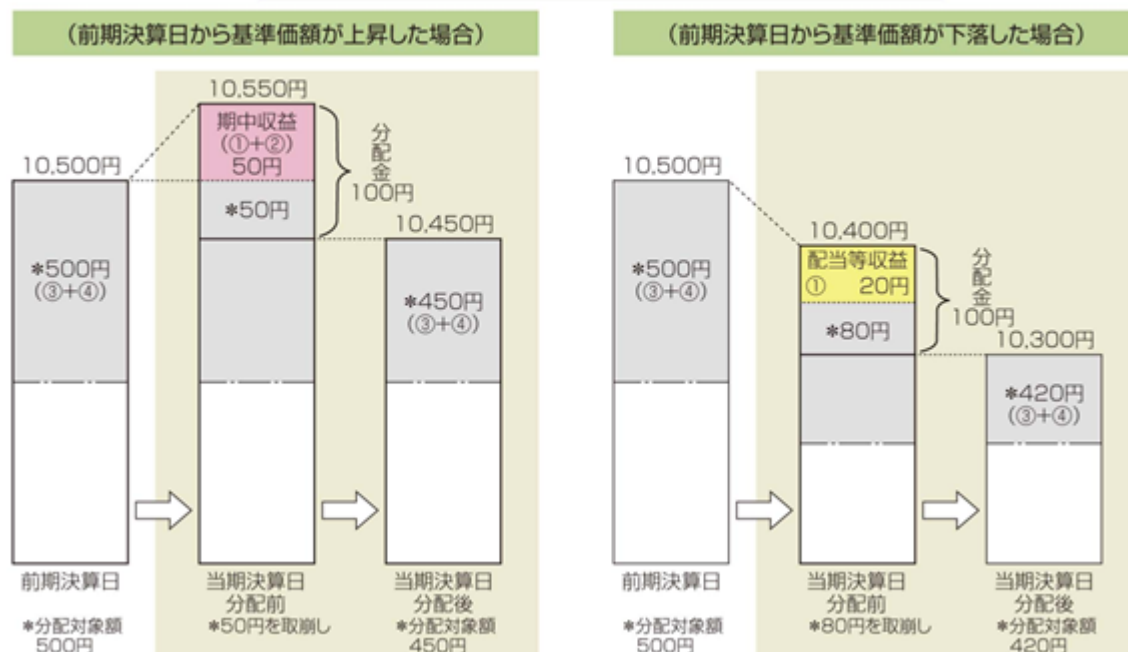 （前期決算日から基準価額が上昇した場合）
10,550円
期中収益
（①＋②）
50円
*50円
分配金
100円
10,500円
*500円
（③＋④）
10,450円
*450円
（③＋④）
前期決算日
*分配対象額
500円
当期決算日
分配前
*50円を取崩し
当期決算日
分配後
*分配対象額
450円
（前期決算日から基準価額が下落した場合）
10,500円
*500円
（③＋④）
10,400円
配当等収益
① 20円
*80円
分配金
100円
10,300円
*420円
（③＋④）
前期決算日
*分配対象額
500円
当期決算日
分配前
*80円を取崩し
当期決算日
分配後
*分配対象額
420円